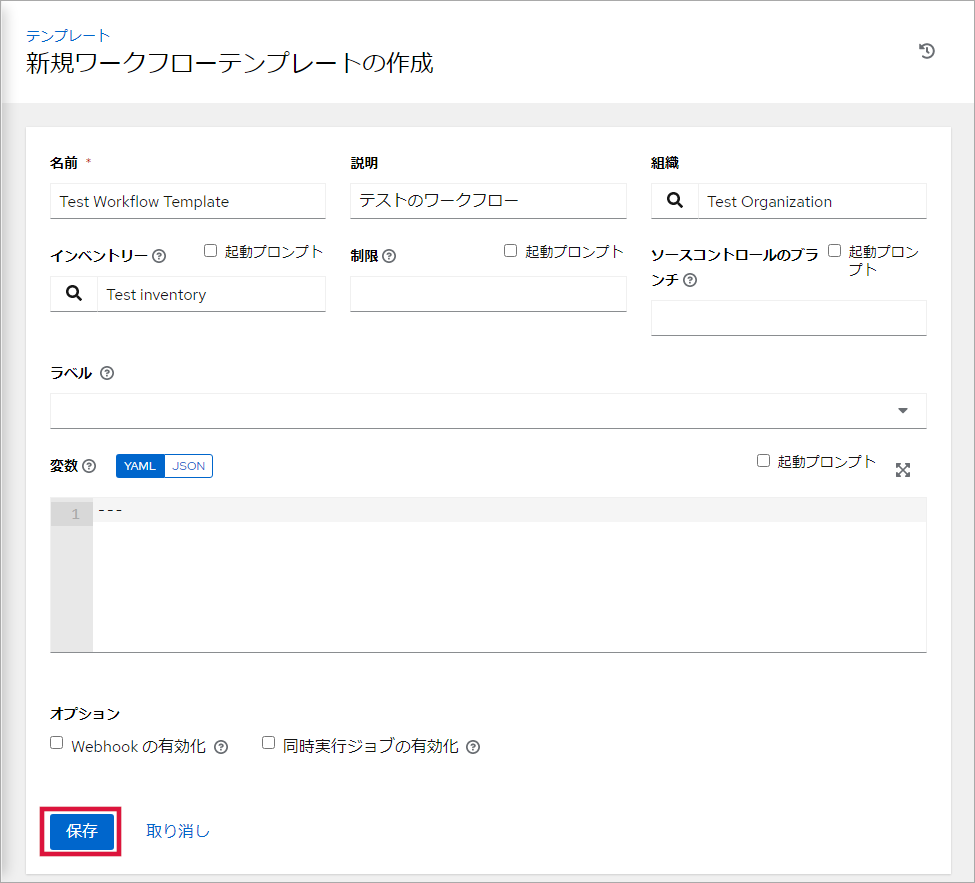 テンプレート
新規ワークフローテンプレートの作成
名前 *
説明
組織
Test Workflow Template
テストのワークフロー
Test Organization
インベントリー
起動プロンプト
制限
起動プロンプト
ソースコントロールのブラ
ンチ
起動プロン
プト
Test inventory
ラベル
変数
YAML
JSON
起動プロンプト
1
---
オプション
Webhook の有効化
同時実行ジョブの有効化
保存
取り消し